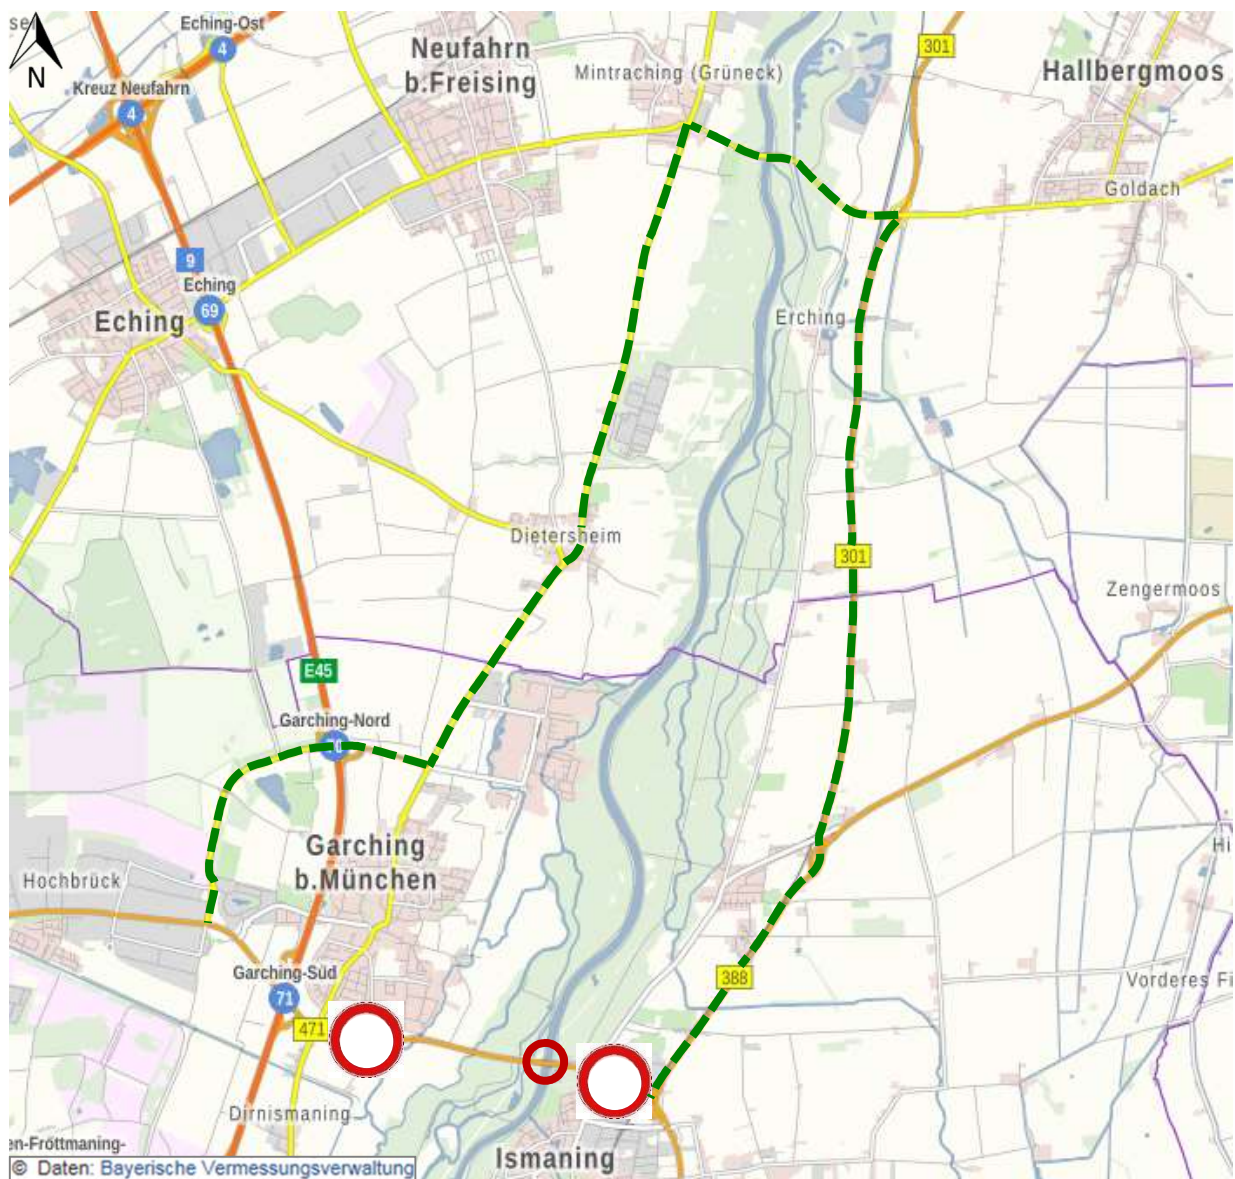 Eching-Ost
4
N
Kreuz Neufahrn
4
Neufahrn
b.Freising
Mintraching (Grüneck)
301
Hallbergmoos
Goldach
9
Eching
69
Eching
Erching
Dietersheim
301
Zengermoos
E45
Garching-Nord
Garching
b.München
Hochbrück
Hi
Garching-Süd
71
471
388
Vorderes Fi
Dirnismaning
en-Fröttmaning-
Ismaning
© Daten: Bayerische Vermessungsverwaltung